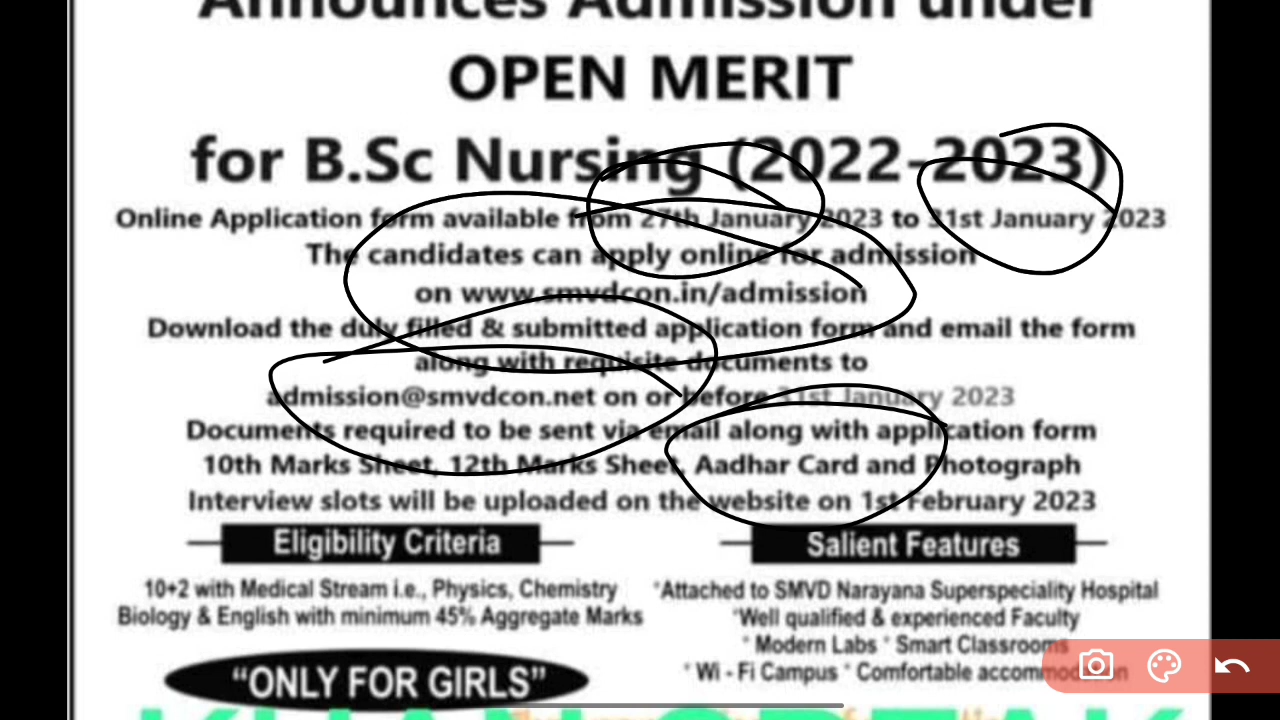 Announces Admission under
OPEN MERIT
for B.Sc Nursing (2022-2023)
Online Application form available from 27th January 2023 to 31st January 2023
The candidates can apply online for admission
on www.smvdcon.in/admission
Download the duly filled & submitted application form and email the form
along with requisite documents to
admission@smvdcon.net on or before 31st January 2023
Documents required to be sent via email along with application form
10th Marks Sheet, 12th Marks Sheet, Aadhar Card and Photograph
Interview slots will be uploaded on the website on 1st February 2023
Eligibility Criteria
10+2 with Medical Stream i.e., Physics, Chemistry
Biology & English with minimum 45% Aggregate Marks
"ONLY FOR GIRLS"
Salient Features
*Attached to SMVD Narayana Superspeciality Hospital
*Well qualified & experienced Faculty
* Modern Labs * Smart Classrooms
* Wi - Fi Campus * Comfortable accommodation